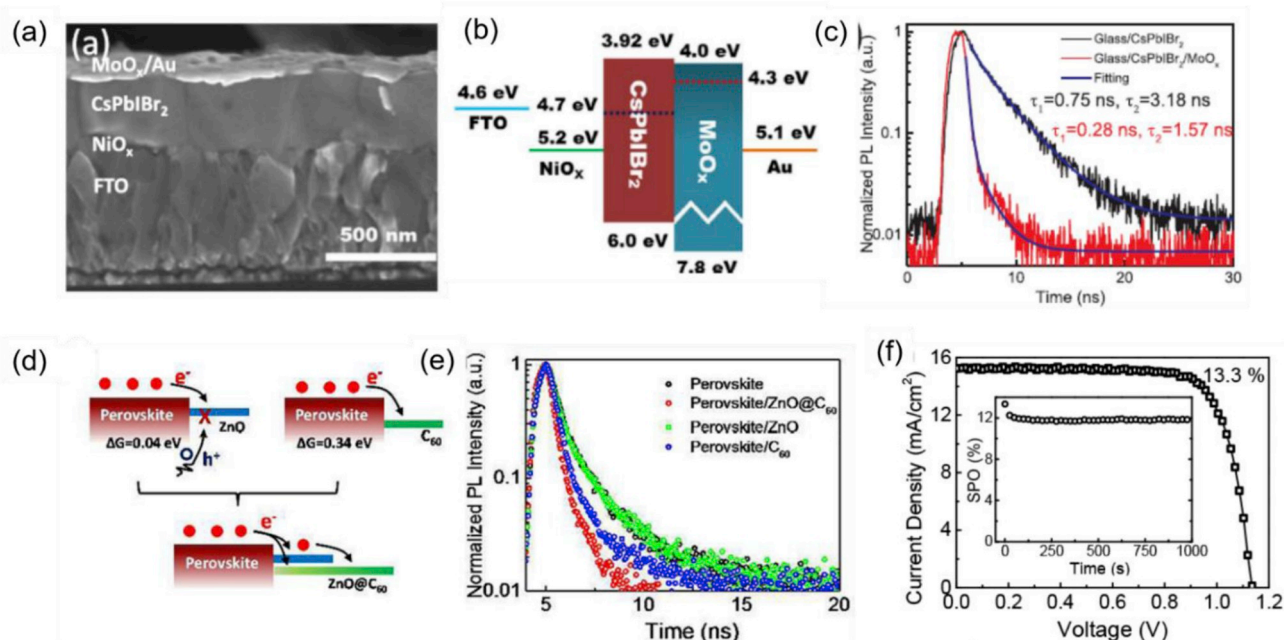 (a)
(a)
MoOₓ/Au
CsPbIBr₂
NiOₓ
FTO
500 nm
(b)
3.92 eV
4.0 eV
4.3 eV
4.6 eV
4.7 eV
FTO
5.2 eV
5.1 eV
NiOₓ
CsPbIBr₂
MoOₓ
Au
6.0 eV
7.8 eV
(c)
Normalized PL Intensity (a.u.)
1
0.1
0.01
Glass/CsPbIBr₂
Glass/CsPbIBr₂/MoOₓ
Fitting
τ₁=0.75 ns, τ₂=3.18 ns
τ₁=0.28 ns, τ₂=1.57 ns
0 10 20 30
Time (ns)
(d)
e⁻
Perovskite
ZnO
ΔG=0.04 eV
h⁺
e⁻
Perovskite
C₆₀
ΔG=0.34 eV
e⁻
Perovskite
ZnO@C₆₀
(e)
Normalized PL Intensity (a.u.)
1
0.1
0.01
Perovskite
Perovskite/ZnO@C₆₀
Perovskite/ZnO
Perovskite/C₆₀
5 10 15 20
Time (ns)
(f)
Current Density (mA/cm²)
16
12
8
4
0
13.3 %
SPO (%)
12
8
4
0
0 250 500 750 1000
Time (s)
0.0 0.2 0.4 0.6 0.8 1.0 1.2
Voltage (V)